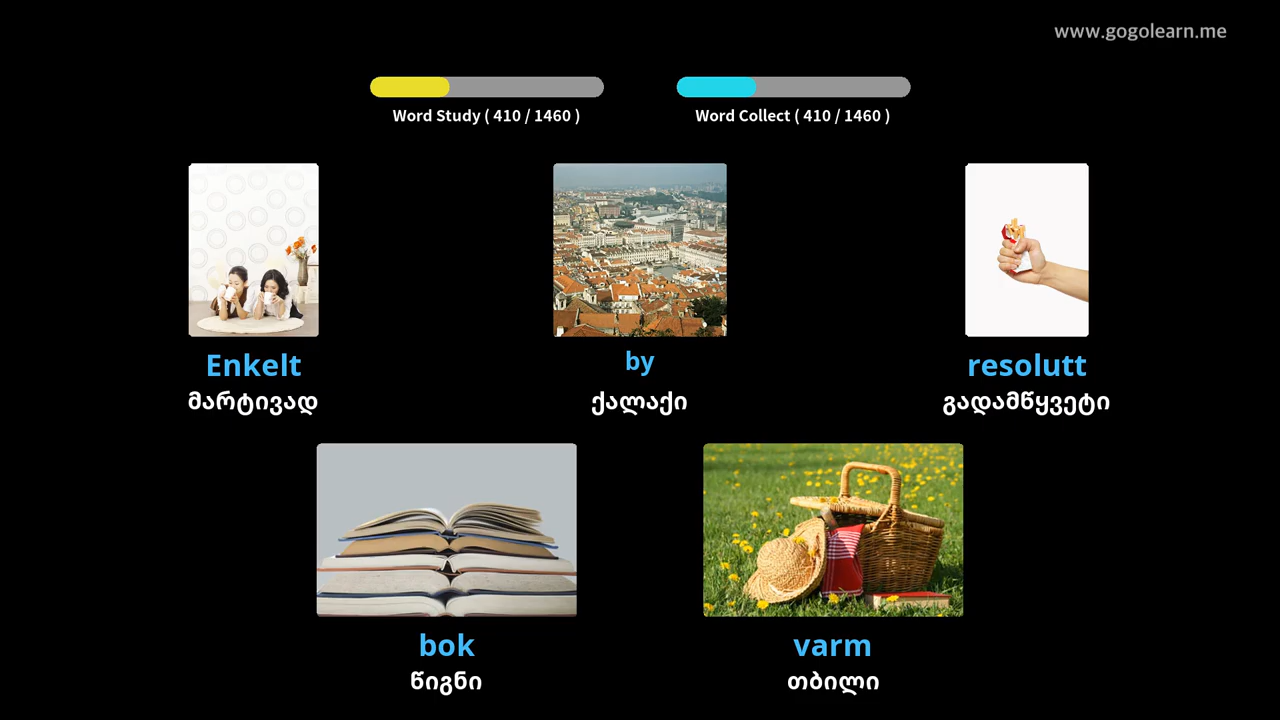 www.gogolearn.me
Word Study ( 410 / 1460 )
Word Collect ( 410 / 1460 )
Enkelt
მარტივად
by
ქალაქი
resolutt
გადამწყვეტი
bok
წიგნი
varm
თბილი